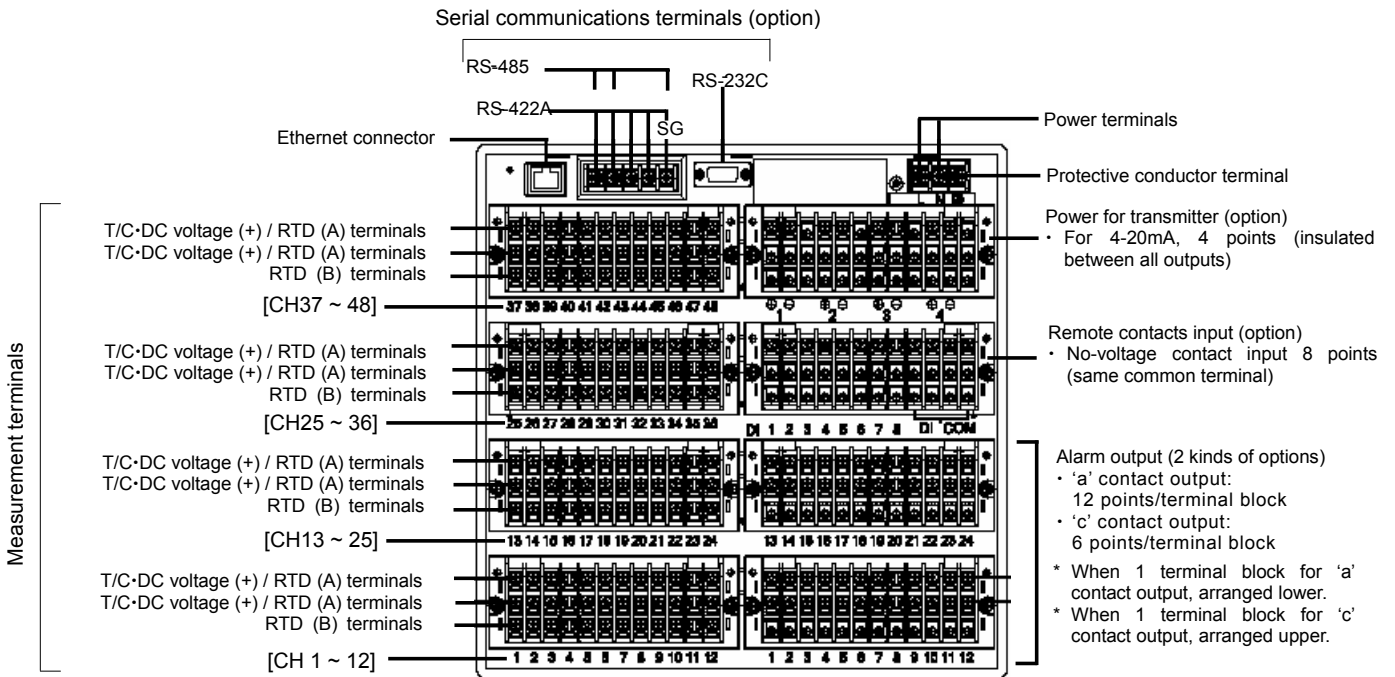 Serial communications terminals (option)
RS-485
RS-232C
RS-422A
SG
Ethernet connector
Power terminals
Protective conductor terminal
L N
Measurement terminals
T/C・DC voltage (+) / RTD (A) terminals
T/C・DC voltage (+) / RTD (A) terminals
RTD (B) terminals
[CH37 ~ 48]
37 38 39 40 41 42 43 44 45 46 47 48
Power for transmitter (option)
・ For 4-20mA, 4 points (insulated
between all outputs)
⊕ ⊖ ⊕ ⊖ ⊕ ⊖ ⊕ ⊖
1 2 3 4
T/C・DC voltage (+) / RTD (A) terminals
T/C・DC voltage (+) / RTD (A) terminals
RTD (B) terminals
[CH25 ~ 36]
25 26 27 28 29 30 31 32 33 34 35 36
Remote contacts input (option)
・ No-voltage contact input 8 points
(same common terminal)
DI 1 2 3 4 5 6 7 8 DI COM
T/C・DC voltage (+) / RTD (A) terminals
T/C・DC voltage (+) / RTD (A) terminals
RTD (B) terminals
[CH13 ~ 25]
13 14 15 16 17 18 19 20 21 22 23 24
13 14 15 16 17 18 19 20 21 22 23 24
Alarm output (2 kinds of options)
・ ‘a’ contact output:
12 points/terminal block
・ ‘c’ contact output:
6 points/terminal block
* When 1 terminal block for ‘a’
contact output, arranged lower.
* When 1 terminal block for ‘c’
contact output, arranged upper.
T/C・DC voltage (+) / RTD (A) terminals
T/C・DC voltage (+) / RTD (A) terminals
RTD (B) terminals
[CH 1 ~ 12]
1 2 3 4 5 6 7 8 9 10 11 12
1 2 3 4 5 6 7 8 9 10 11 12